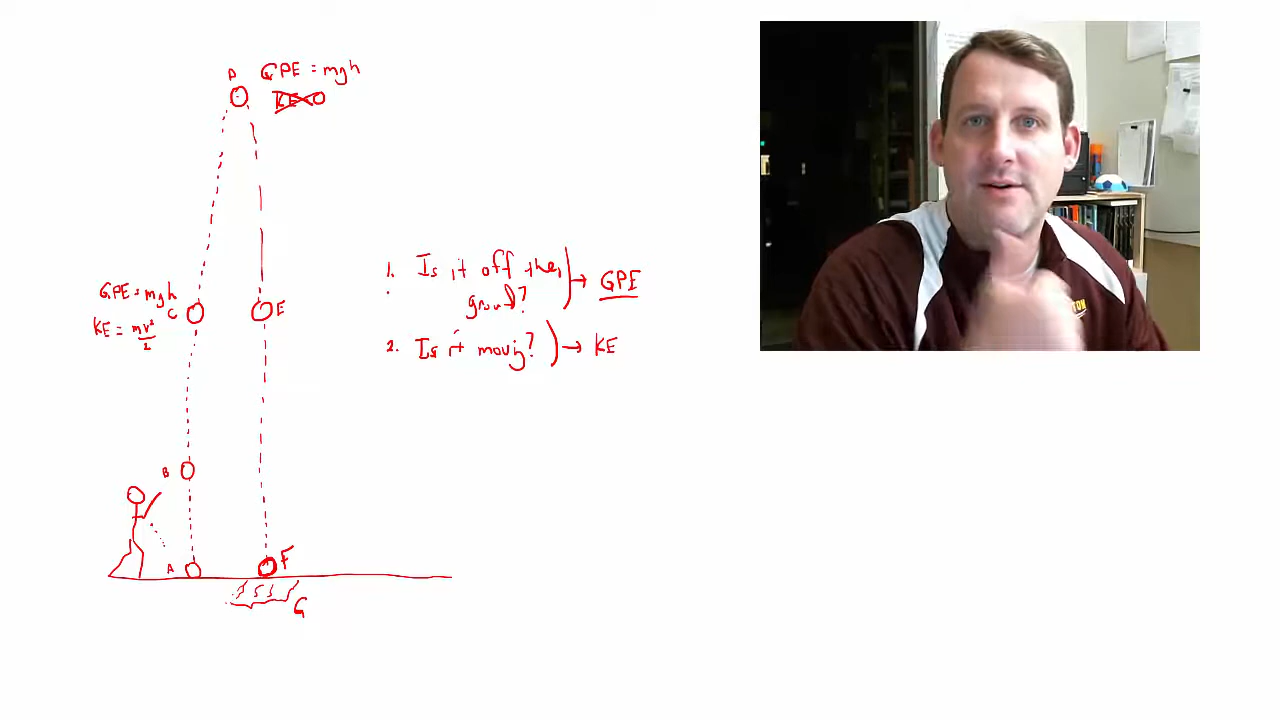 D GPE = mgh
KE = 0
GPE = mgh
C
KE = mv²/2
E
B
A
F
G
1. Is it off the
ground?
→ GPE
2. Is it moving? → KE